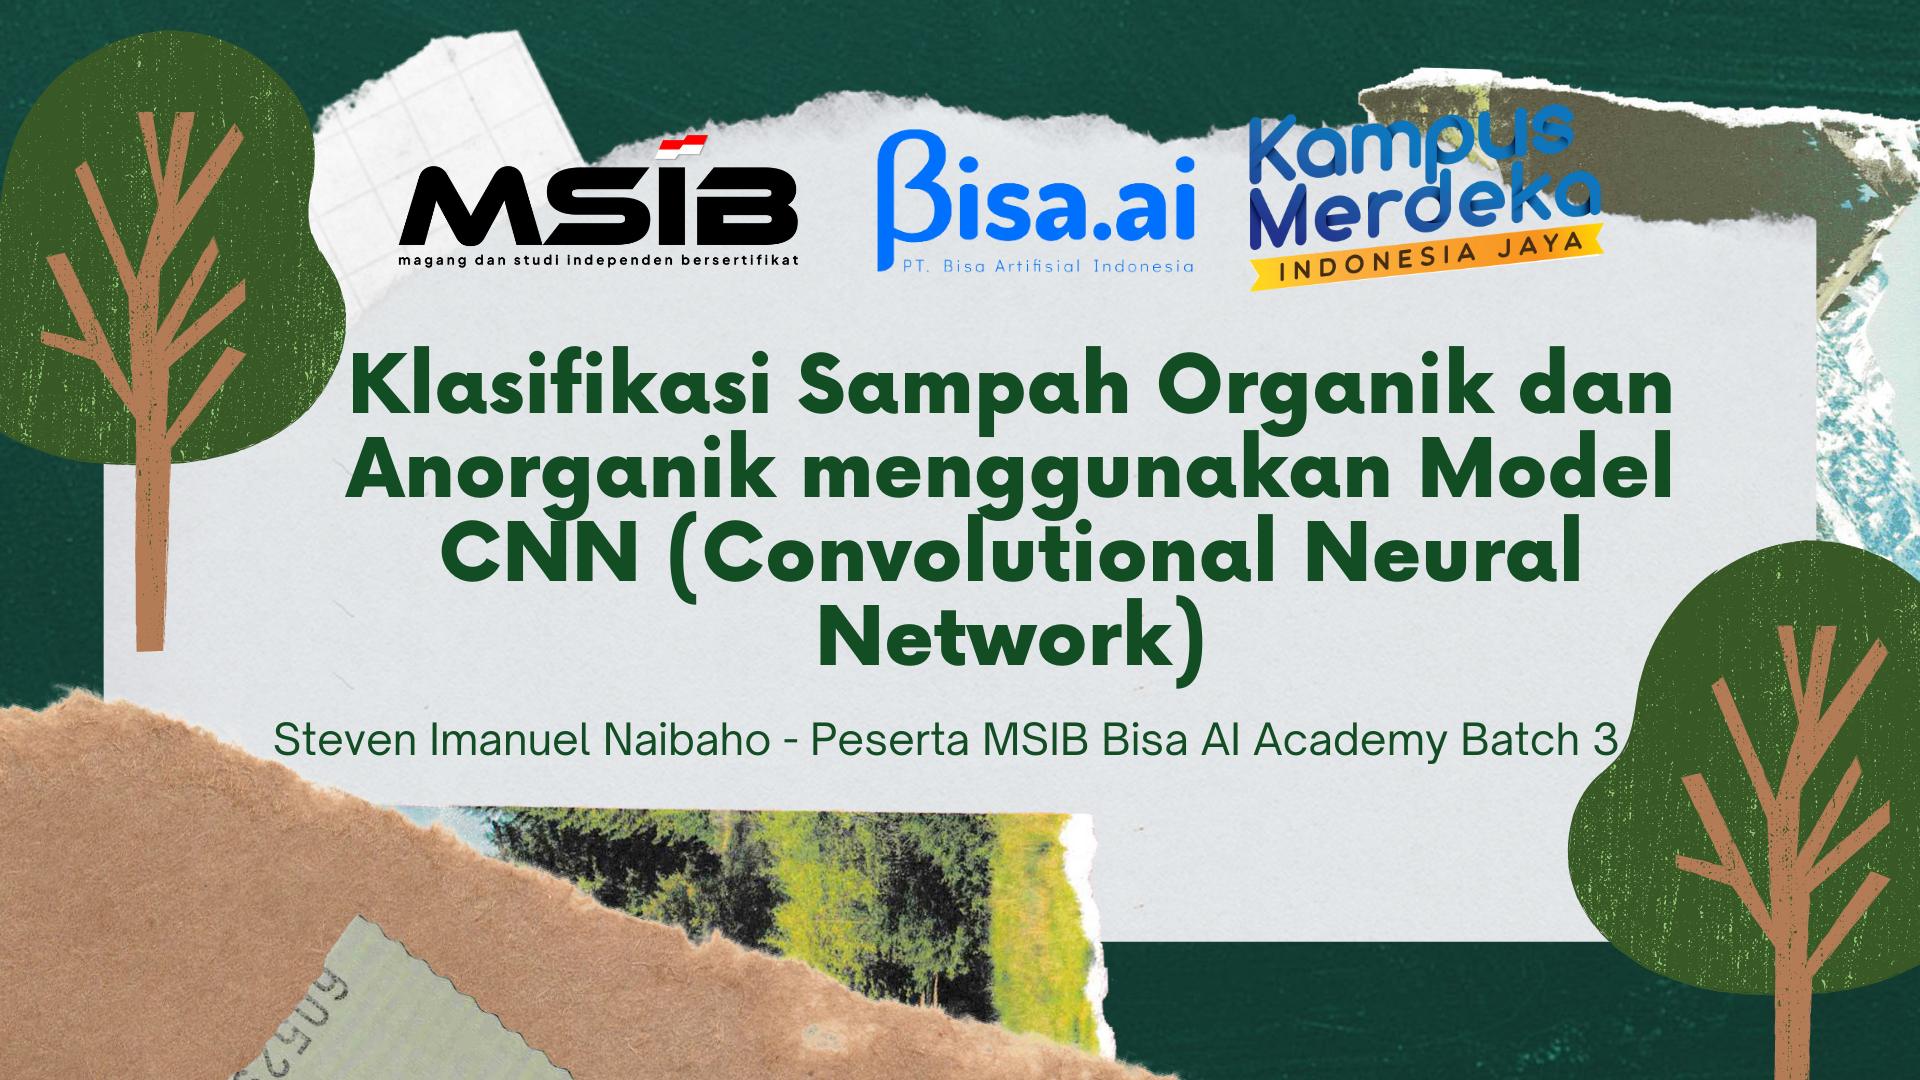 MSIB
magang dan studi independen bersertifikat
Bisa.ai
PT. Bisa Artifisial Indonesia
Kampus
Merdeka
INDONESIA JAYA
Klasifikasi Sampah Organik dan
Anorganik menggunakan Model
CNN (Convolutional Neural
Network)
Steven Imanuel Naibaho - Peserta MSIB Bisa AI Academy Batch 3